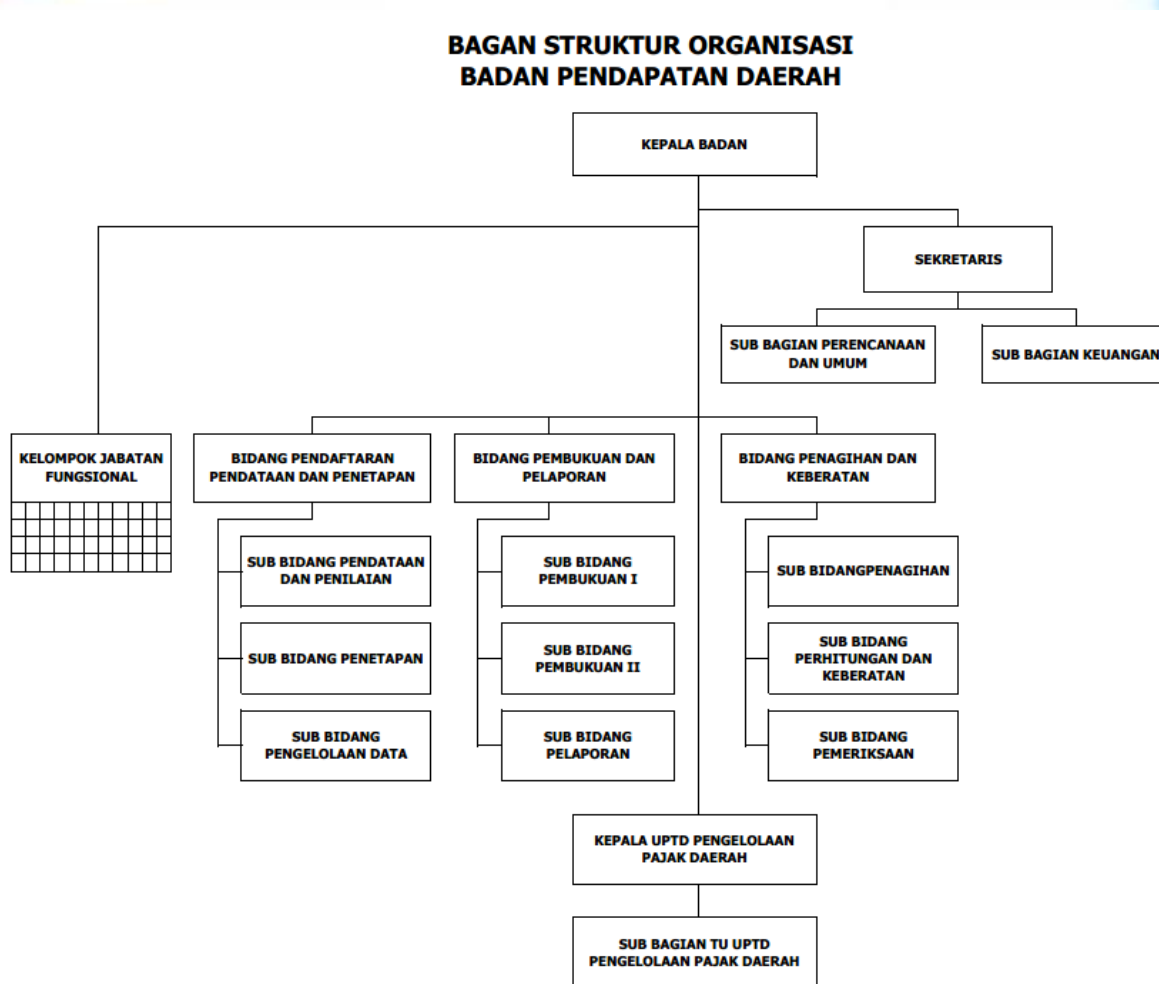 BAGAN STRUKTUR ORGANISASI
BADAN PENDAPATAN DAERAH
KEPALA BADAN
SEKRETARIS
SUB BAGIAN PERENCANAAN
DAN UMUM
SUB BAGIAN KEUANGAN
KELOMPOK JABATAN
FUNGSIONAL
BIDANG PENDAFTARAN
PENDATAAN DAN PENETAPAN
BIDANG PEMBUKUAN DAN
PELAPORAN
BIDANG PENAGIHAN DAN
KEBERATAN
SUB BIDANG PENDATAAN
DAN PENILAIAN
SUB BIDANG
PEMBUKUAN I
SUB BIDANGPENAGIHAN
SUB BIDANG PENETAPAN
SUB BIDANG
PEMBUKUAN II
SUB BIDANG
PERHITUNGAN DAN
KEBERATAN
SUB BIDANG
PENGELOLAAN DATA
SUB BIDANG
PELAPORAN
SUB BIDANG
PEMERIKSAAN
KEPALA UPTD PENGELOLAAN
PAJAK DAERAH
SUB BAGIAN TU UPTD
PENGELOLAAN PAJAK DAERAH